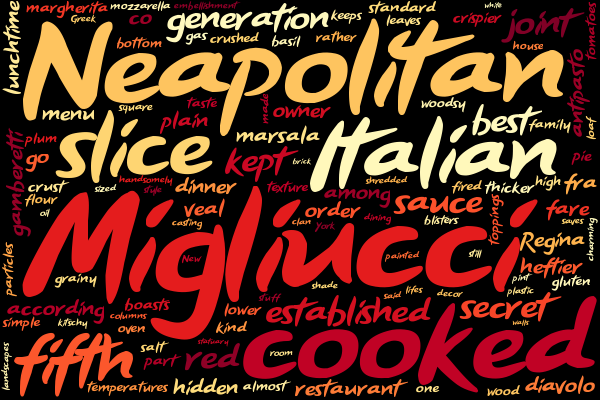 margherita mozzarella embellishment keeps standard white
Greek co generation leaves crispier joint
lunchtime bottom gas crushed basil rather house tomatoes
Neapolitan
menu square taste made owner woodsy antipasto
plum slice plain marsala best family loaf
go kept brick Italian pie
gamberetti crust sized handsomely style dinner texture shredded fired thicker high fra
flour oil veal among sauce
casting order dining blisters toppings fare saves
Migliucci
clan york Regina charming
particles grainy New painted still heftier
shade said lifes decor pint plastic gluten
according boasts lower stuff established secret
simple kitschy columns oven kind walls
landscapes fifth salt statuary red room cooked
part
temperatures hidden almost restaurant one wood diavolo